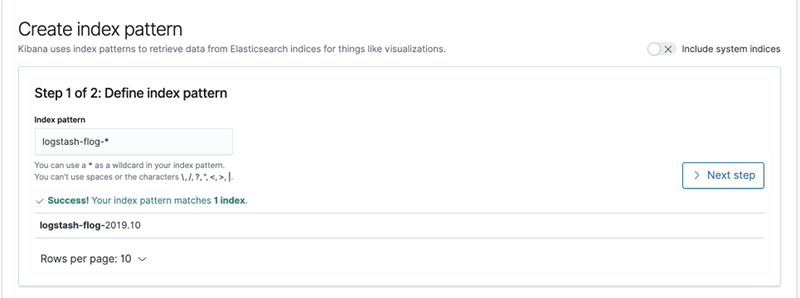 Create index pattern
Kibana uses index patterns to retrieve data from Elasticsearch indices for things like visualizations.
Include system indices
Step 1 of 2: Define index pattern
Index pattern
logstash-flog-*
You can use a * as a wildcard in your index pattern.
You can't use spaces or the characters \, /, ?, ", <, >, |.
Next step
Success! Your index pattern matches 1 index.
logstash-flog-2019.10
Rows per page: 10